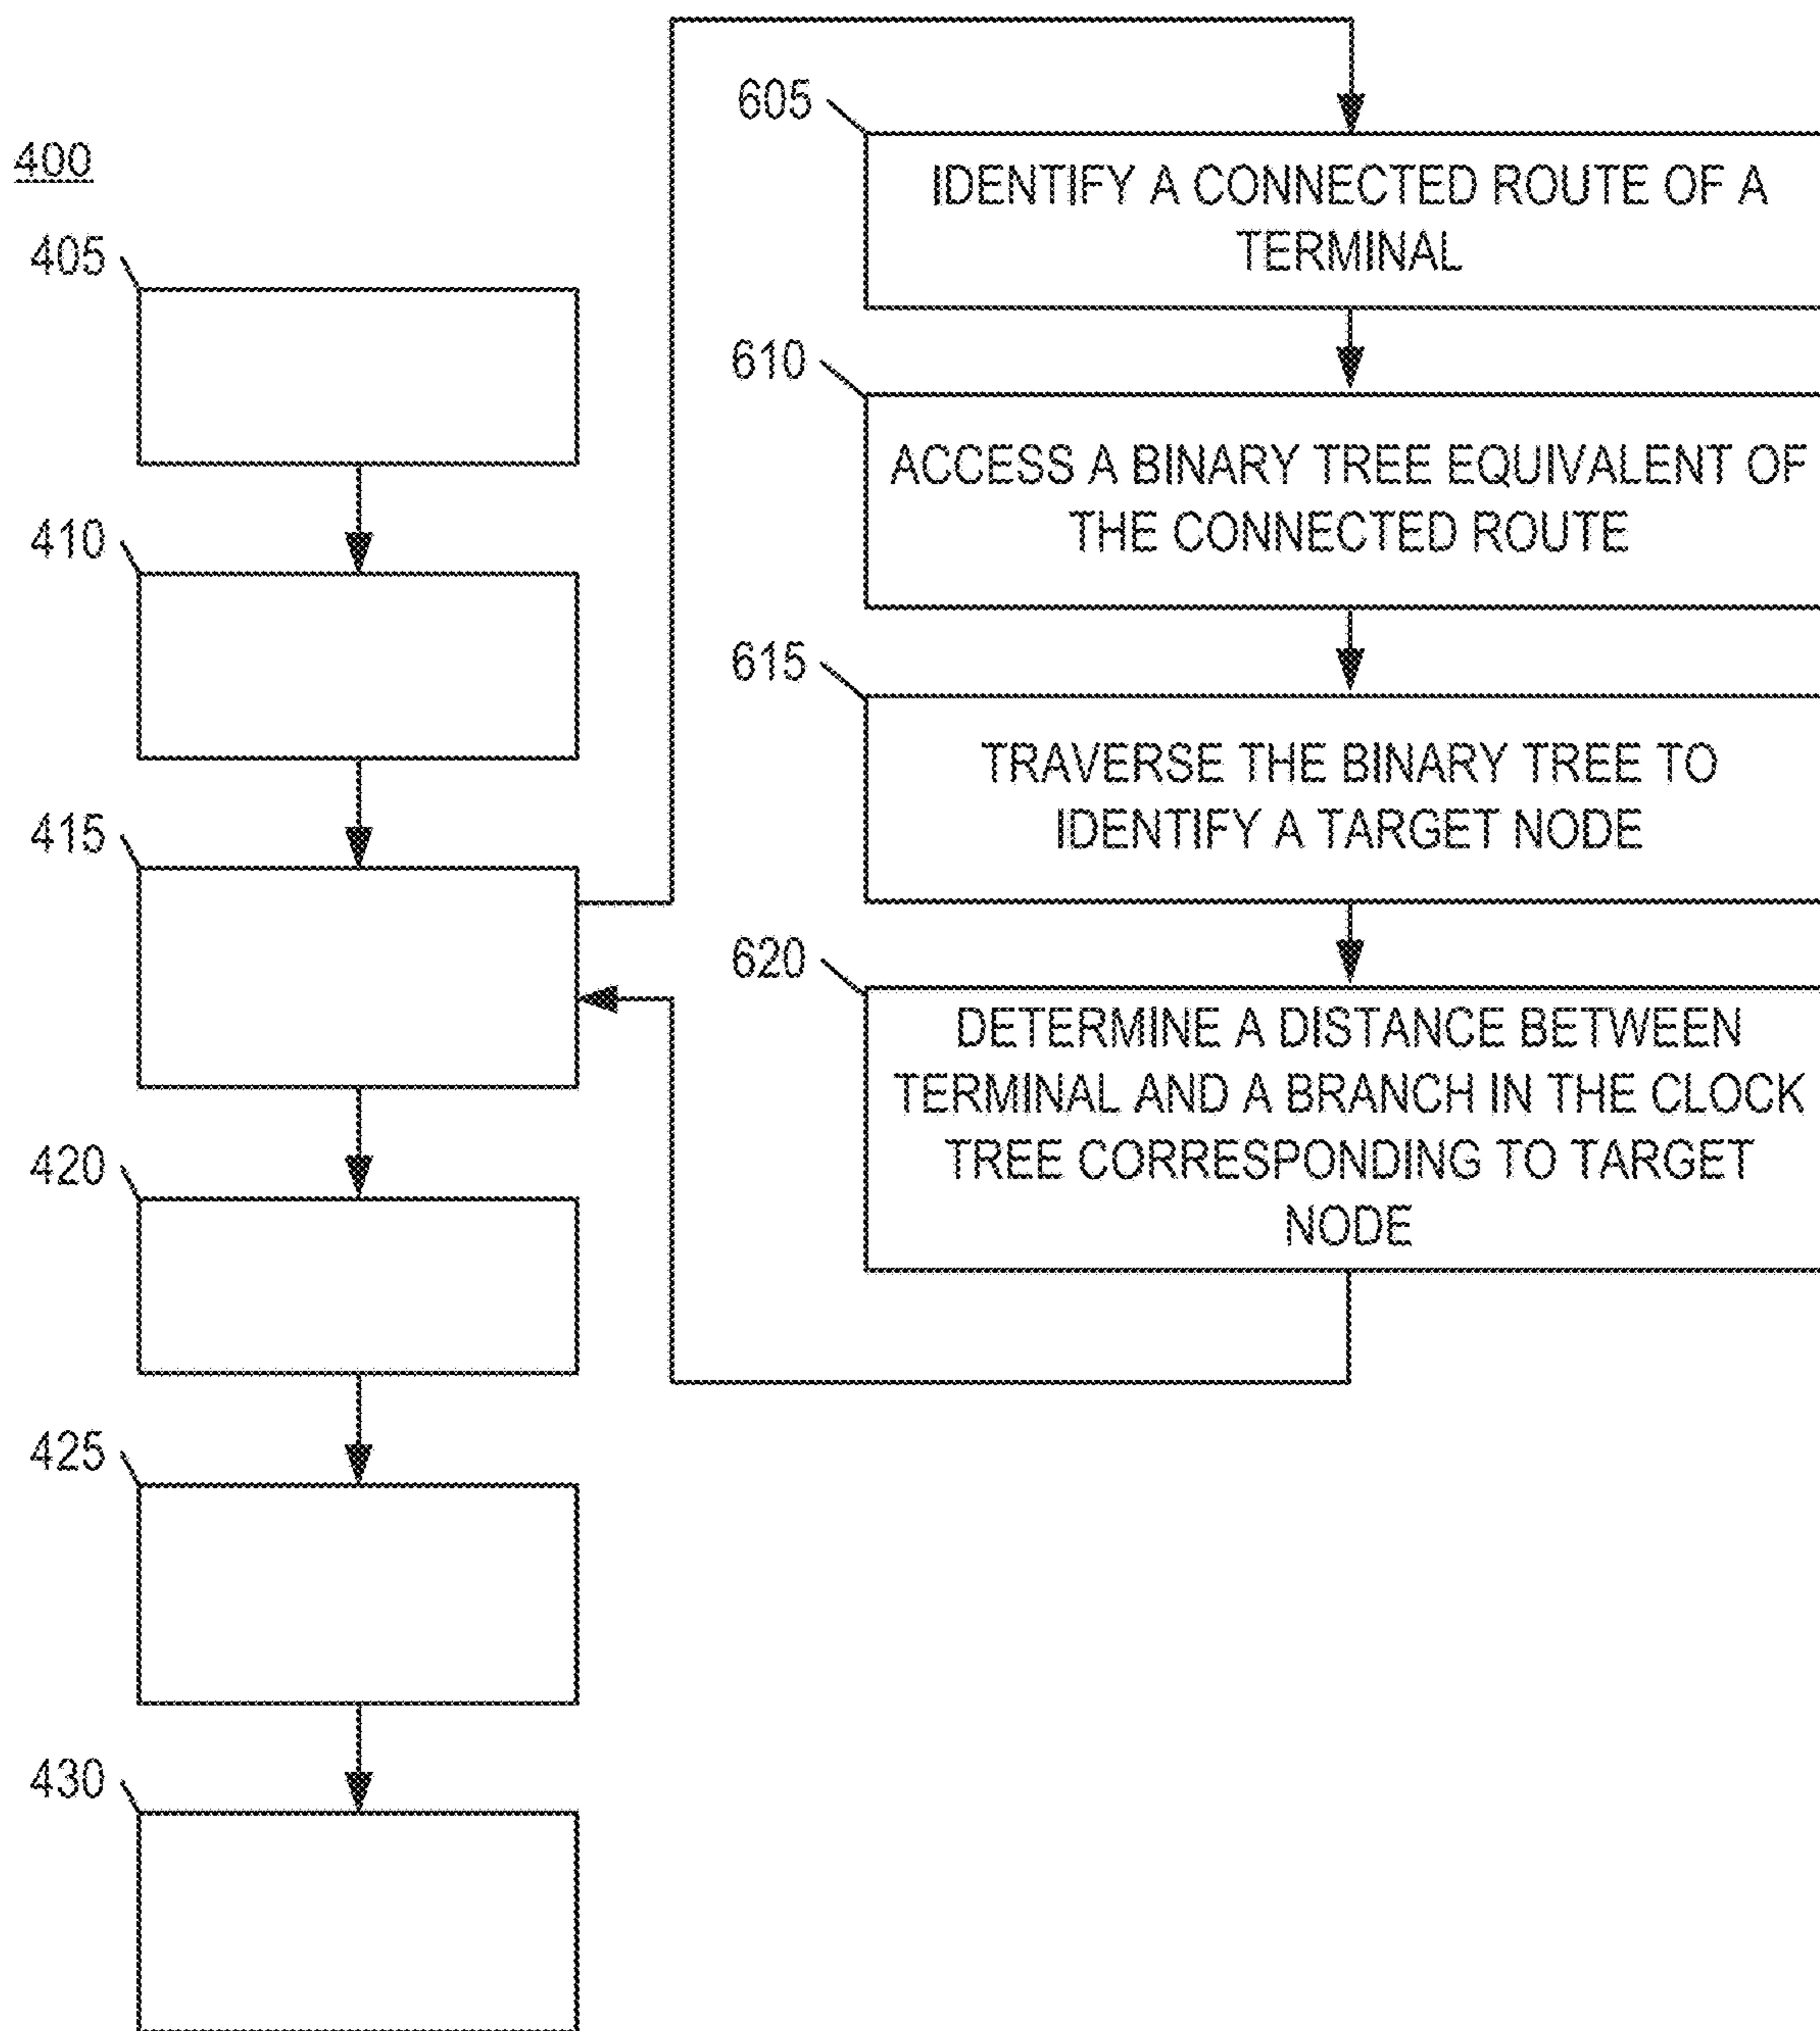 400
405
410
415
420
425
430
605
IDENTIFY A CONNECTED ROUTE OF A
TERMINAL
610
ACCESS A BINARY TREE EQUIVALENT OF
THE CONNECTED ROUTE
615
TRAVERSE THE BINARY TREE TO
IDENTIFY A TARGET NODE
620
DETERMINE A DISTANCE BETWEEN
TERMINAL AND A BRANCH IN THE CLOCK
TREE CORRESPONDING TO TARGET
NODE